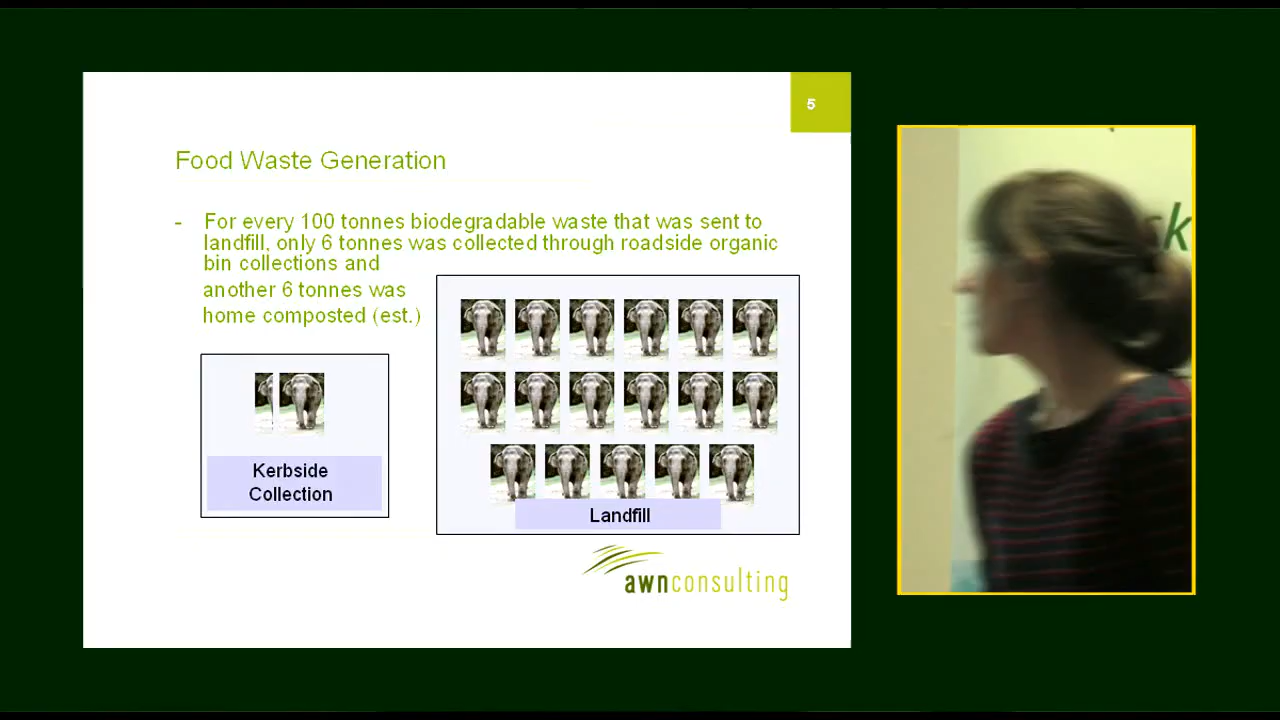 5
Food Waste Generation
- For every 100 tonnes biodegradable waste that was sent to
landfill, only 6 tonnes was collected through roadside organic
bin collections and
another 6 tonnes was
home composted (est.)
Kerbside
Collection
Landfill
awnconsulting